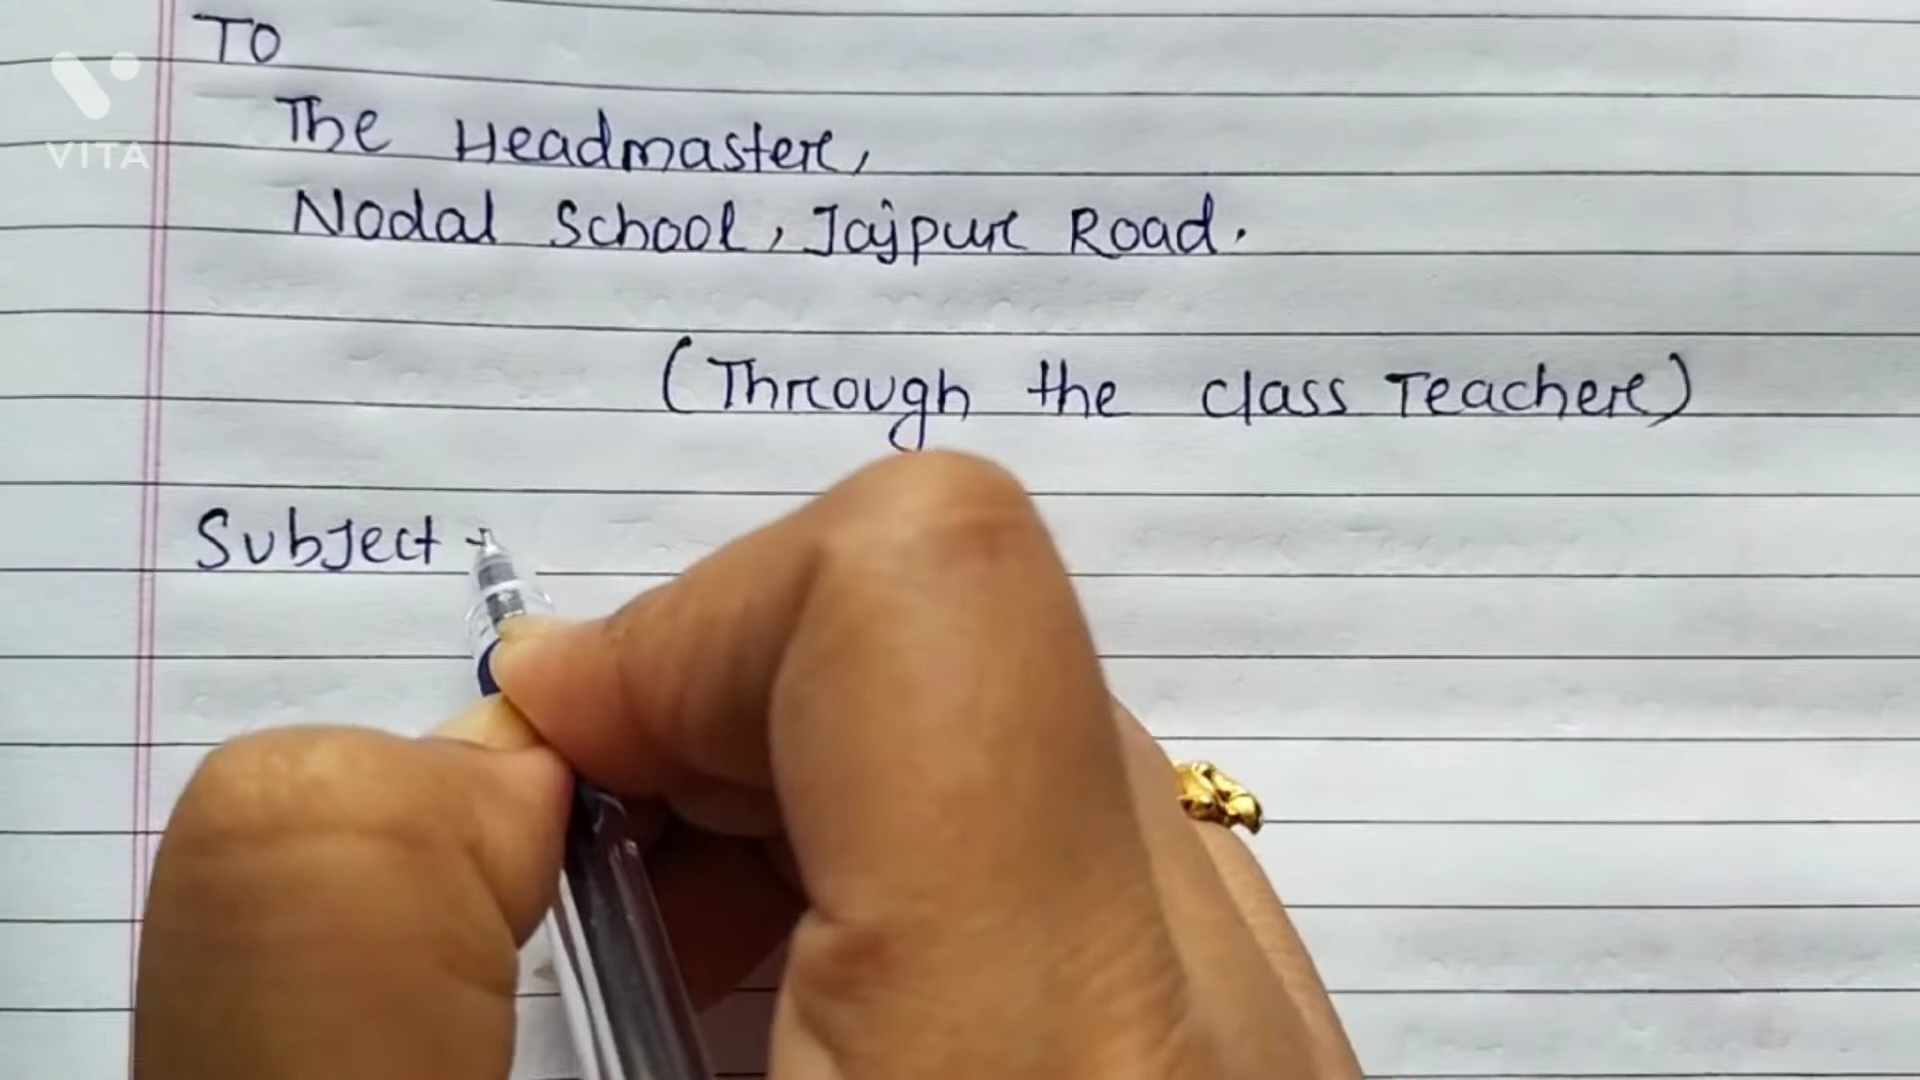 TO
VITA
The Headmaster,
Nodal School, Jajpur Road.
(Through the class Teacher)
Subject -